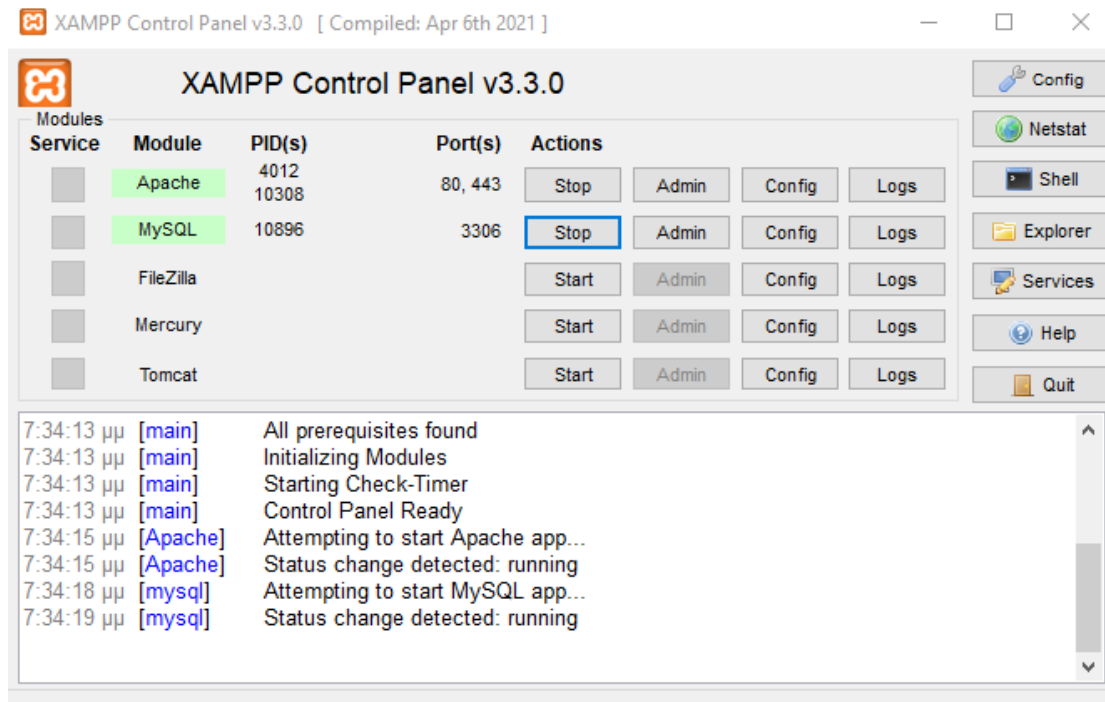 XAMPP Control Panel v3.3.0 [ Compiled: Apr 6th 2021 ]
XAMPP Control Panel v3.3.0
Config
Modules
Service Module PID(s) Port(s) Actions
Netstat
Apache 4012 10308 80, 443 Stop Admin Config Logs
Shell
MySQL 10896 3306 Stop Admin Config Logs
Explorer
FileZilla Start Admin Config Logs
Services
Mercury Start Admin Config Logs
Help
Tomcat Start Admin Config Logs
Quit
7:34:13 μμ [main] All prerequisites found
7:34:13 μμ [main] Initializing Modules
7:34:13 μμ [main] Starting Check-Timer
7:34:13 μμ [main] Control Panel Ready
7:34:15 μμ [Apache] Attempting to start Apache app...
7:34:15 μμ [Apache] Status change detected: running
7:34:18 μμ [mysql] Attempting to start MySQL app...
7:34:19 μμ [mysql] Status change detected: running